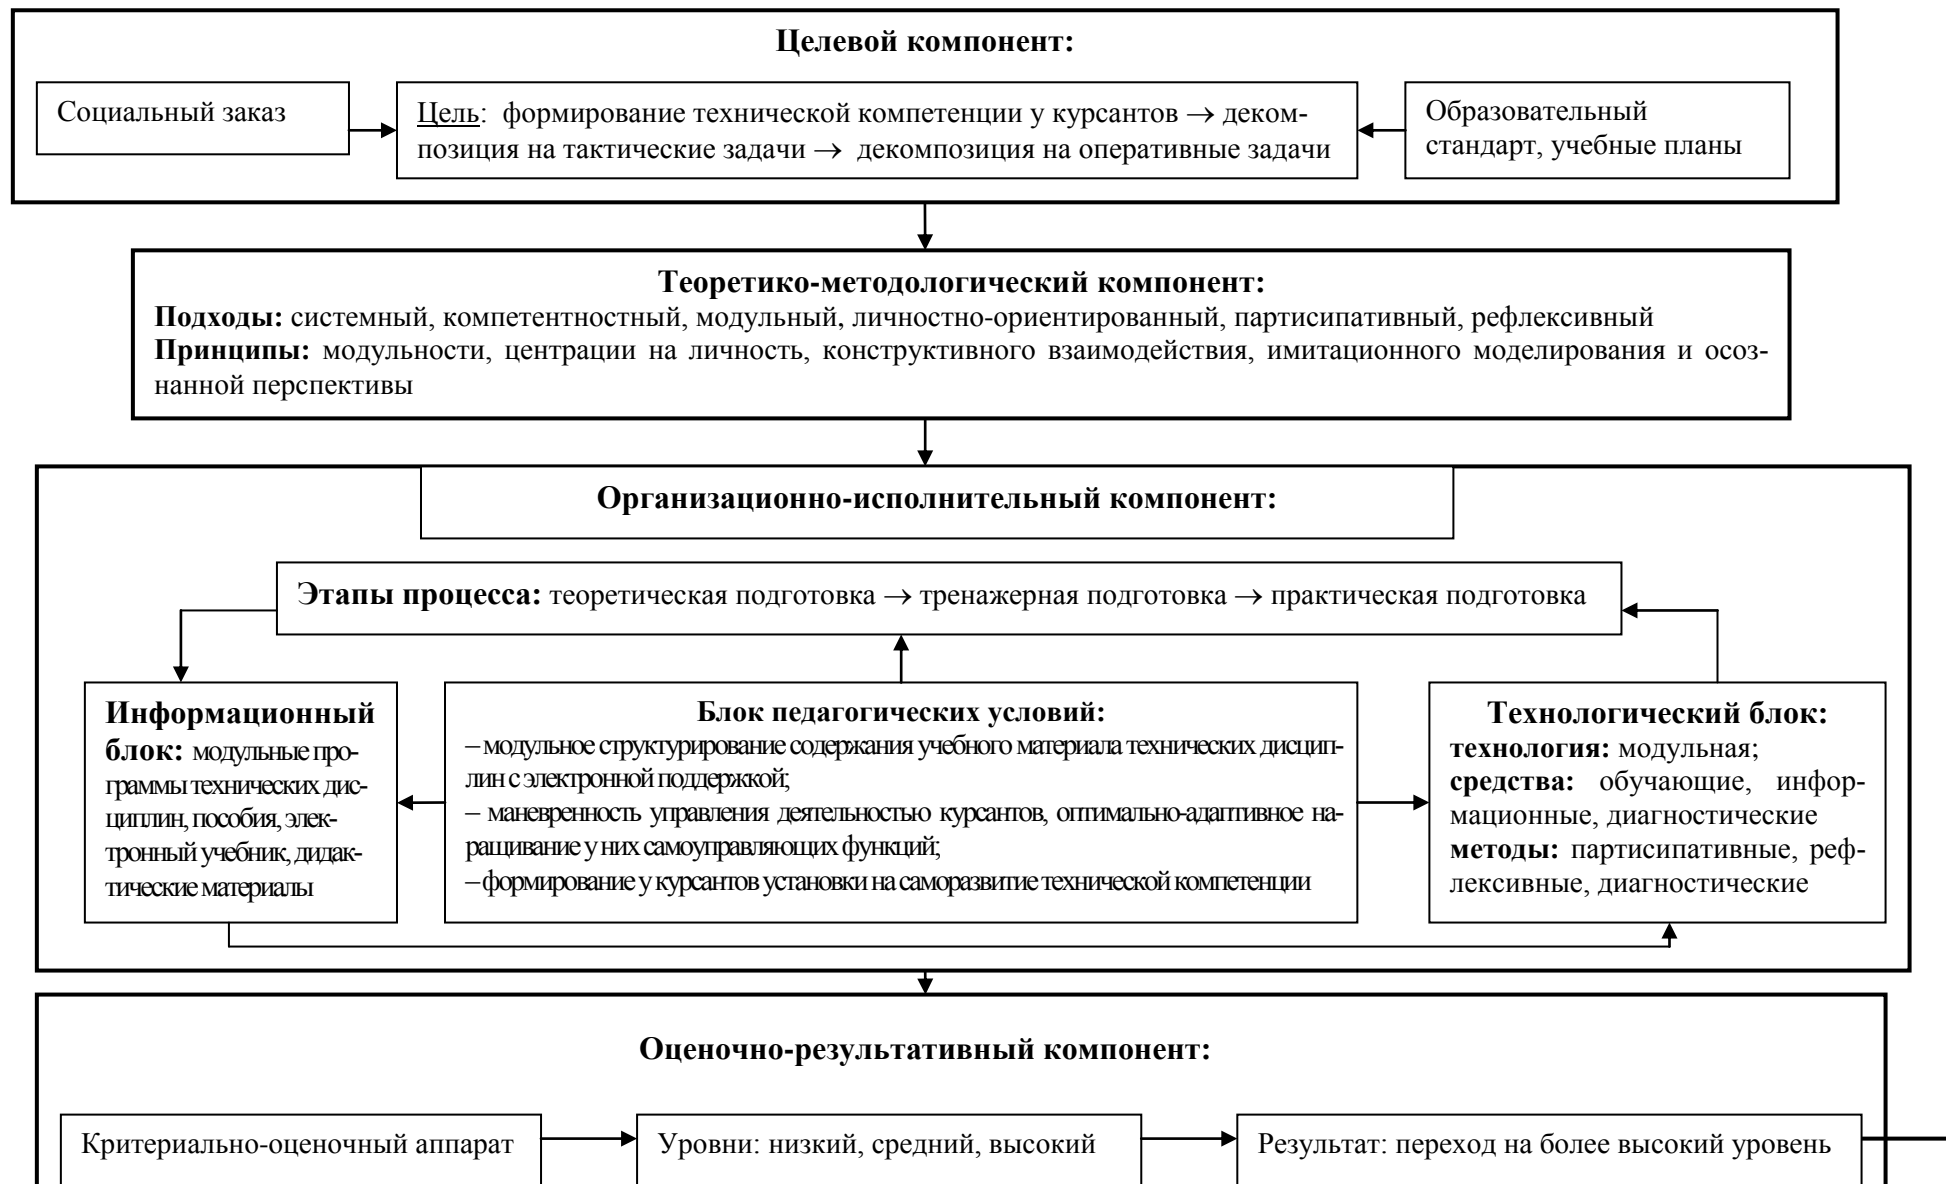 Целевой компонент:
Социальный заказ
Цель: формирование технической компетенции у курсантов → деком-
позиция на тактические задачи → декомпозиция на оперативные задачи
Образовательный
стандарт, учебные планы
Теоретико-методологический компонент:
Подходы: системный, компетентностный, модульный, личностно-ориентированный, партисипативный, рефлексивный
Принципы: модульности, центрации на личность, конструктивного взаимодействия, имитационного моделирования и осоз-
нанной перспективы
Организационно-исполнительный компонент:
Этапы процесса: теоретическая подготовка → тренажерная подготовка → практическая подготовка
Информационный
блок: модульные про-
граммы технических дис-
циплин, пособия, элек-
тронный учебник, дидак-
тические материалы
Блок педагогических условий:
– модульное структурирование содержания учебного материала технических дисцип-
лин с электронной поддержкой;
– маневренность управления деятельностью курсантов, оптимально-адаптивное на-
ращивание у них самоуправляющих функций;
– формирование у курсантов установки на саморазвитие технической компетенции
Технологический блок:
технология: модульная;
средства: обучающие, инфор-
мационные, диагностические
методы: партисипативные, реф-
лексивные, диагностические
Оценочно-результативный компонент:
Критериально-оценочный аппарат
Уровни: низкий, средний, высокий
Результат: переход на более высокий уровень